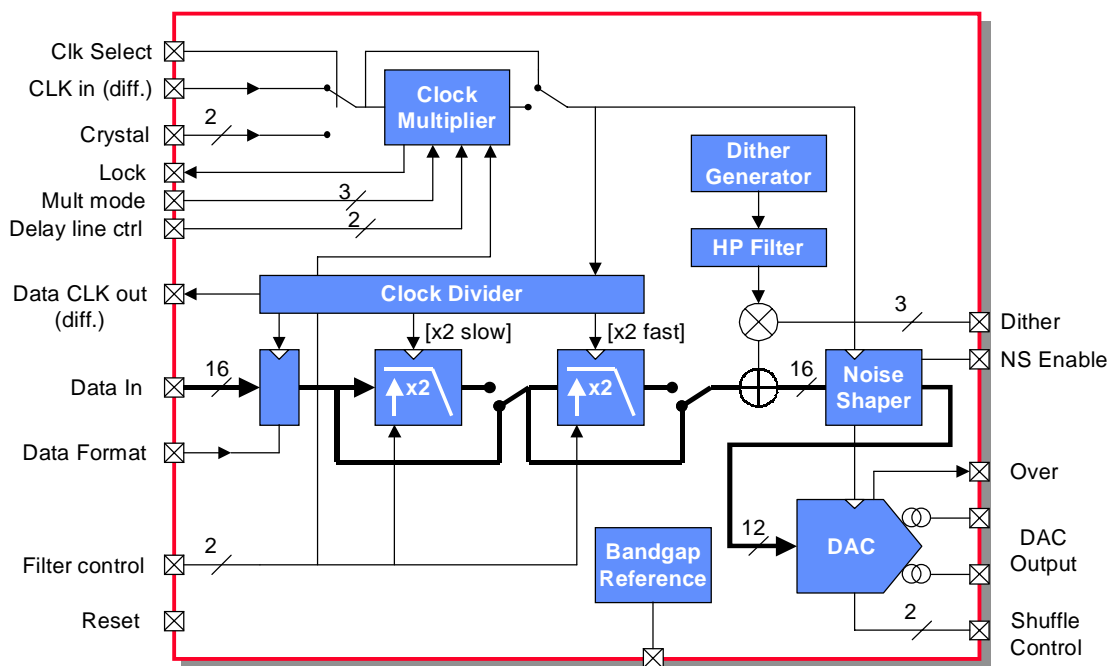 Clk Select
CLK in (diff.)
Crystal
2
Lock
Mult mode
3
Delay line ctrl
2
Clock
Multiplier
Dither
Generator
HP Filter
Data CLK out
(diff.)
Clock Divider
[x2 slow]
[x2 fast]
3
Dither
NS Enable
Data In
16
x2
x2
16
Noise
Shaper
Data Format
Over
12
DAC
DAC
Output
Filter control
2
Bandgap
Reference
Reset
2
Shuffle
Control